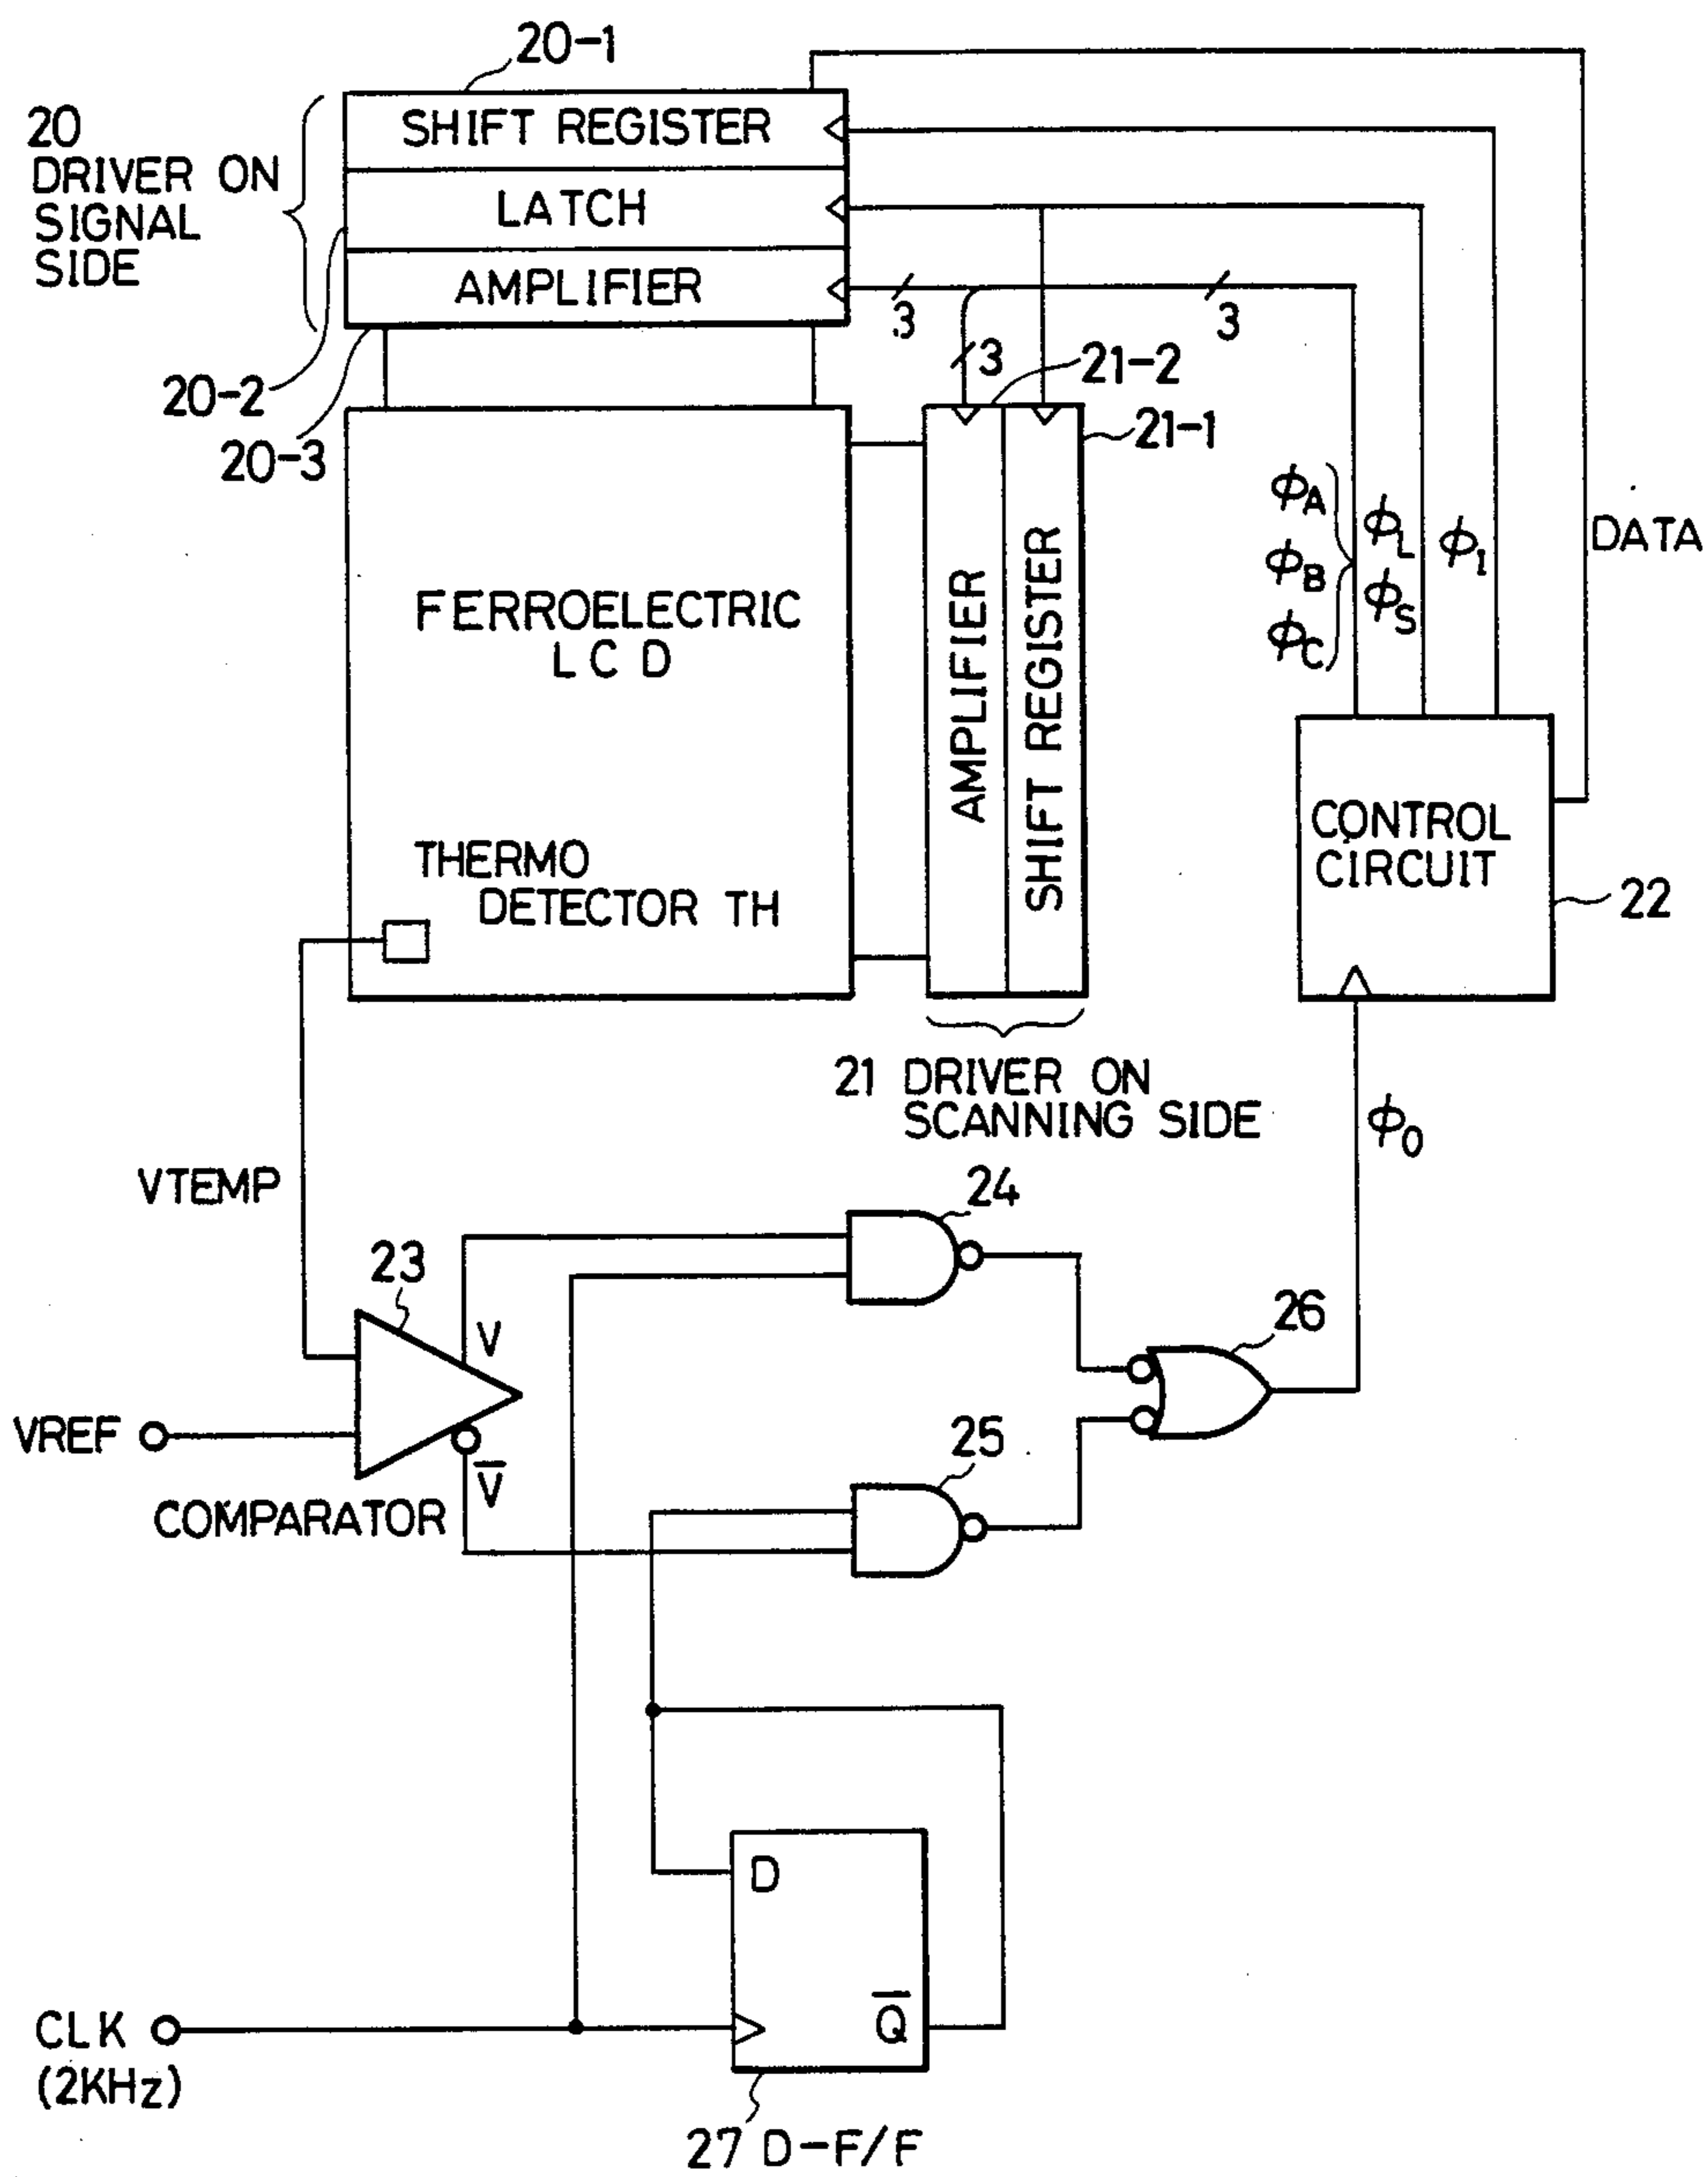 20-1
20
DRIVER ON
SIGNAL
SIDE
SHIFT REGISTER
LATCH
AMPLIFIER
3
3
3
20-2
20-3
21-2
21-1
FERROELECTRIC
LCD
AMPLIFIER
SHIFT REGISTER
ϕA
ϕB
ϕC
ϕL
ϕS
ϕI
DATA
THERMO
DETECTOR TH
CONTROL
CIRCUIT
22
21 DRIVER ON
SCANNING SIDE
ϕ0
VTEMP
24
23
V
26
VREF
V̅
25
COMPARATOR
D
Q̅
CLK
(2KHz)
27 D-F/F